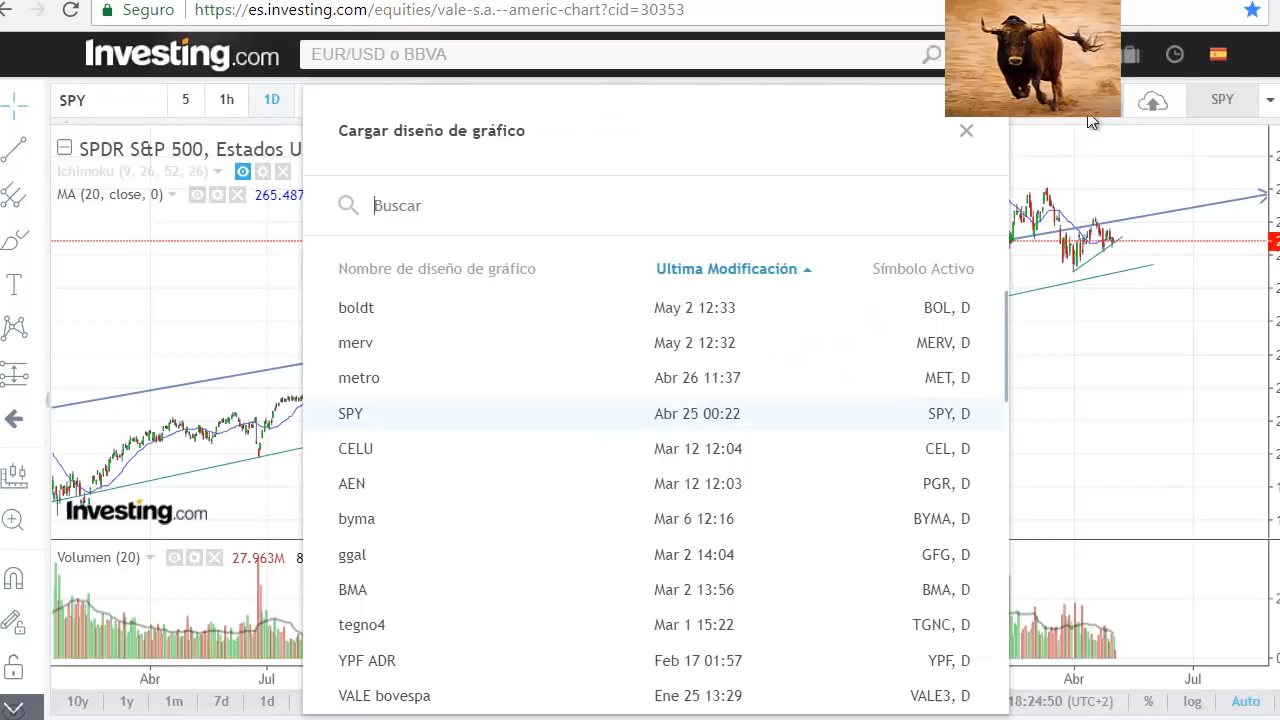 Seguro https://es.investing.com/equities/vale-s.a.--americ-chart?cid=30353
Investing.com EUR/USD o BBVA
SPY 5 1h 1D SPY
Cargar diseño de gráfico
SPDR S&P 500, Estados U
Ichimoku (9, 26, 52, 26)
MA (20, close, 0) 265.487
Buscar
Nombre de diseño de gráfico Ultima Modificación Símbolo Activo
boldt May 2 12:33 BOL, D
merv May 2 12:32 MERV, D
metro Abr 26 11:37 MET, D
SPY Abr 25 00:22 SPY, D
CELU Mar 12 12:04 CEL, D
AEN Mar 12 12:03 PGR, D
byma Mar 6 12:16 BYMA, D
ggal Mar 2 14:04 GFG, D
BMA Mar 2 13:56 BMA, D
tegno4 Mar 1 15:22 TGNC, D
YPF ADR Feb 17 01:57 YPF, D
VALE bovespa Ene 25 13:29 VALE3, D
Investing.com
Volumen (20) 27.963M 8
Abr Jul Abr Jul
10y 1y 1m 7d 1d 18:24:50 (UTC+2) % log Auto